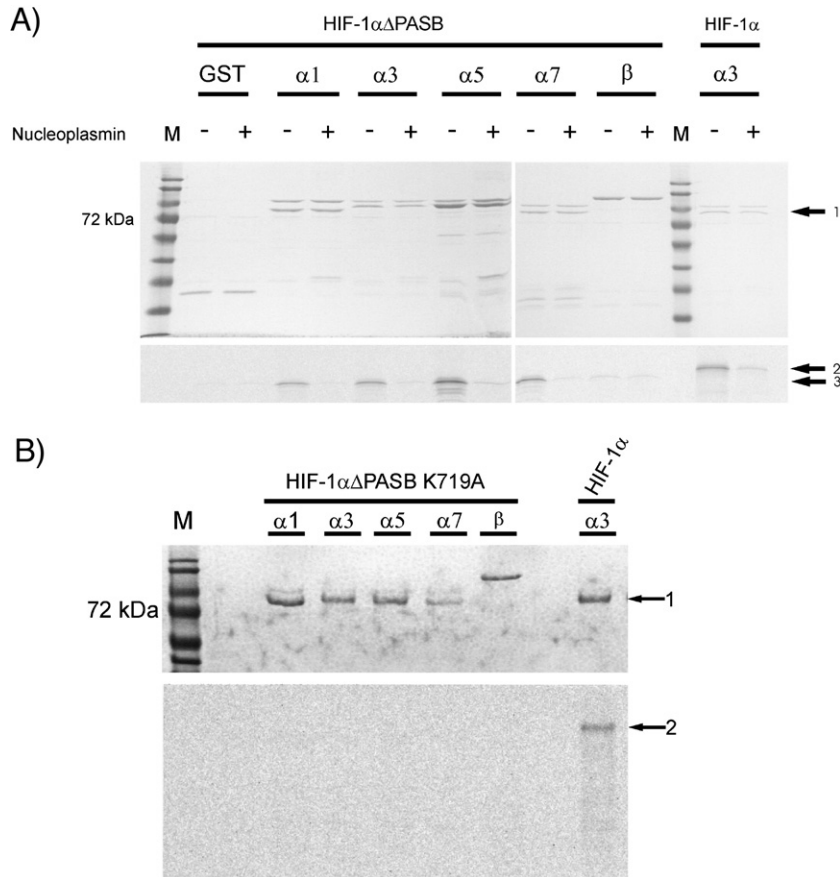 A)
HIF-1αΔPASB HIF-1α
GST α1 α3 α5 α7 β α3
Nucleoplasmin M - + - + - + - + - + - + M - +
72 kDa
1
2
3
B)
HIF-1αΔPASB K719A HIF-1α
M α1 α3 α5 α7 β α3
72 kDa
1
2